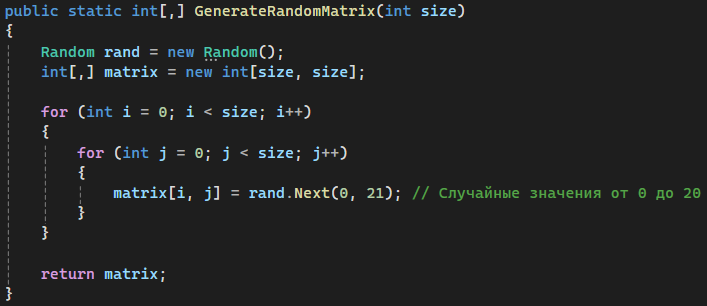 public static int[,] GenerateRandomMatrix(int size)
{
    Random rand = new Random();
    int[,] matrix = new int[size, size];

    for (int i = 0; i < size; i++)
    {
        for (int j = 0; j < size; j++)
        {
            matrix[i, j] = rand.Next(0, 21); // Случайные значения от 0 до 20
        }
    }

    return matrix;
}